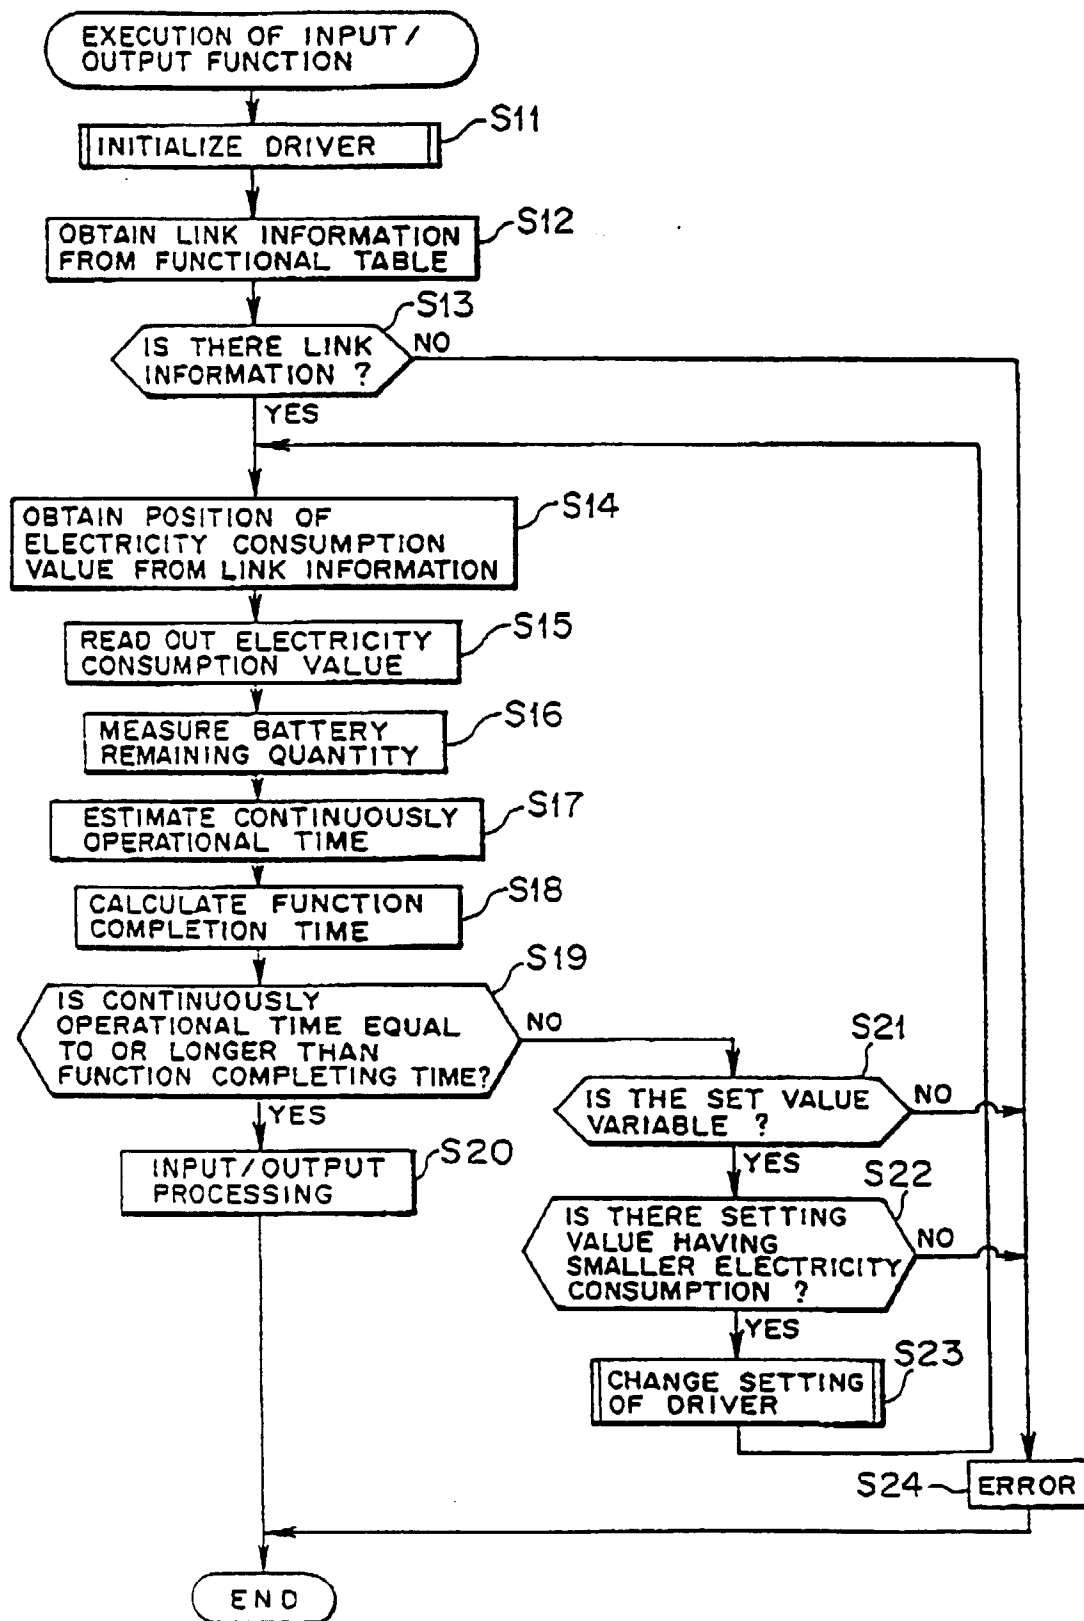 EXECUTION OF INPUT/
OUTPUT FUNCTION
S11
INITIALIZE DRIVER
S12
OBTAIN LINK INFORMATION
FROM FUNCTIONAL TABLE
S13
IS THERE LINK
INFORMATION ?
NO
YES
S14
OBTAIN POSITION OF
ELECTRICITY CONSUMPTION
VALUE FROM LINK INFORMATION
S15
READ OUT ELECTRICITY
CONSUMPTION VALUE
S16
MEASURE BATTERY
REMAINING QUANTITY
S17
ESTIMATE CONTINUOUSLY
OPERATIONAL TIME
S18
CALCULATE FUNCTION
COMPLETION TIME
S19
IS CONTINUOUSLY
OPERATIONAL TIME EQUAL
TO OR LONGER THAN
FUNCTION COMPLETING TIME?
NO
YES
S20
INPUT/OUTPUT
PROCESSING
S21
IS THE SET VALUE
VARIABLE ?
NO
YES
S22
IS THERE SETTING
VALUE HAVING
SMALLER ELECTRICITY
CONSUMPTION ?
NO
YES
S23
CHANGE SETTING
OF DRIVER
S24
ERROR
END